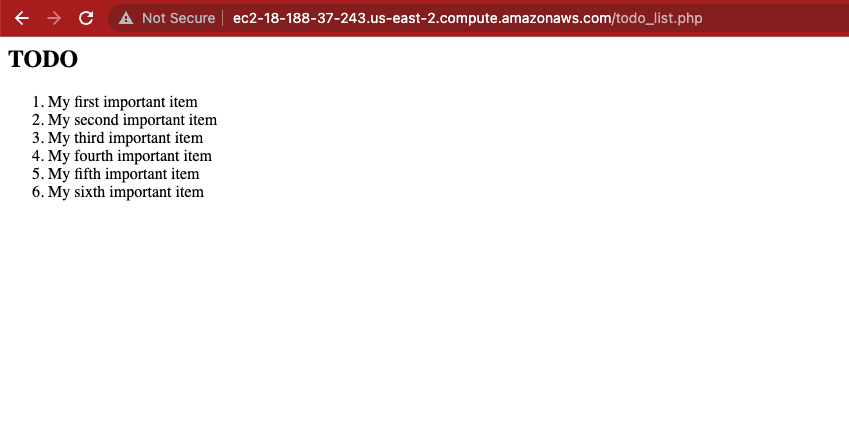 Not Secure ec2-18-188-37-243.us-east-2.compute.amazonaws.com/todo_list.php
TODO
1. My first important item
2. My second important item
3. My third important item
4. My fourth important item
5. My fifth important item
6. My sixth important item